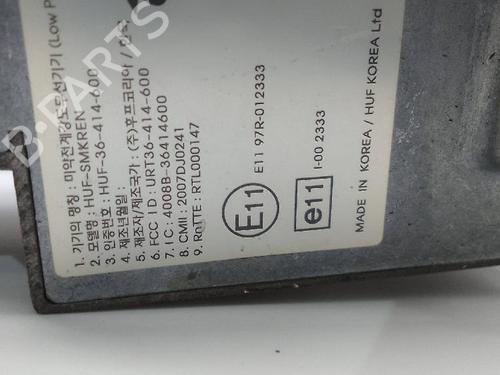 1. 기기의 명칭 : 미약전계강도무선기기 (Low P
2. 모델명 : HUF-SMKREN
3. 인증번호 : HUF-36-414-600
4. 제조년월일 :
5. 제조자/제조국가 : (주)후프코리아 / 한국
6. FCC ID : URT36-414-600
7. IC : 4008B-36414600
8. CMII : 2007DJ0241
9. RnTTE : RTL000147
E11
E11 97R-012333
e11
I-00 2333
MADE IN KOREA / HUF KOREA Ltd
B-PARTS